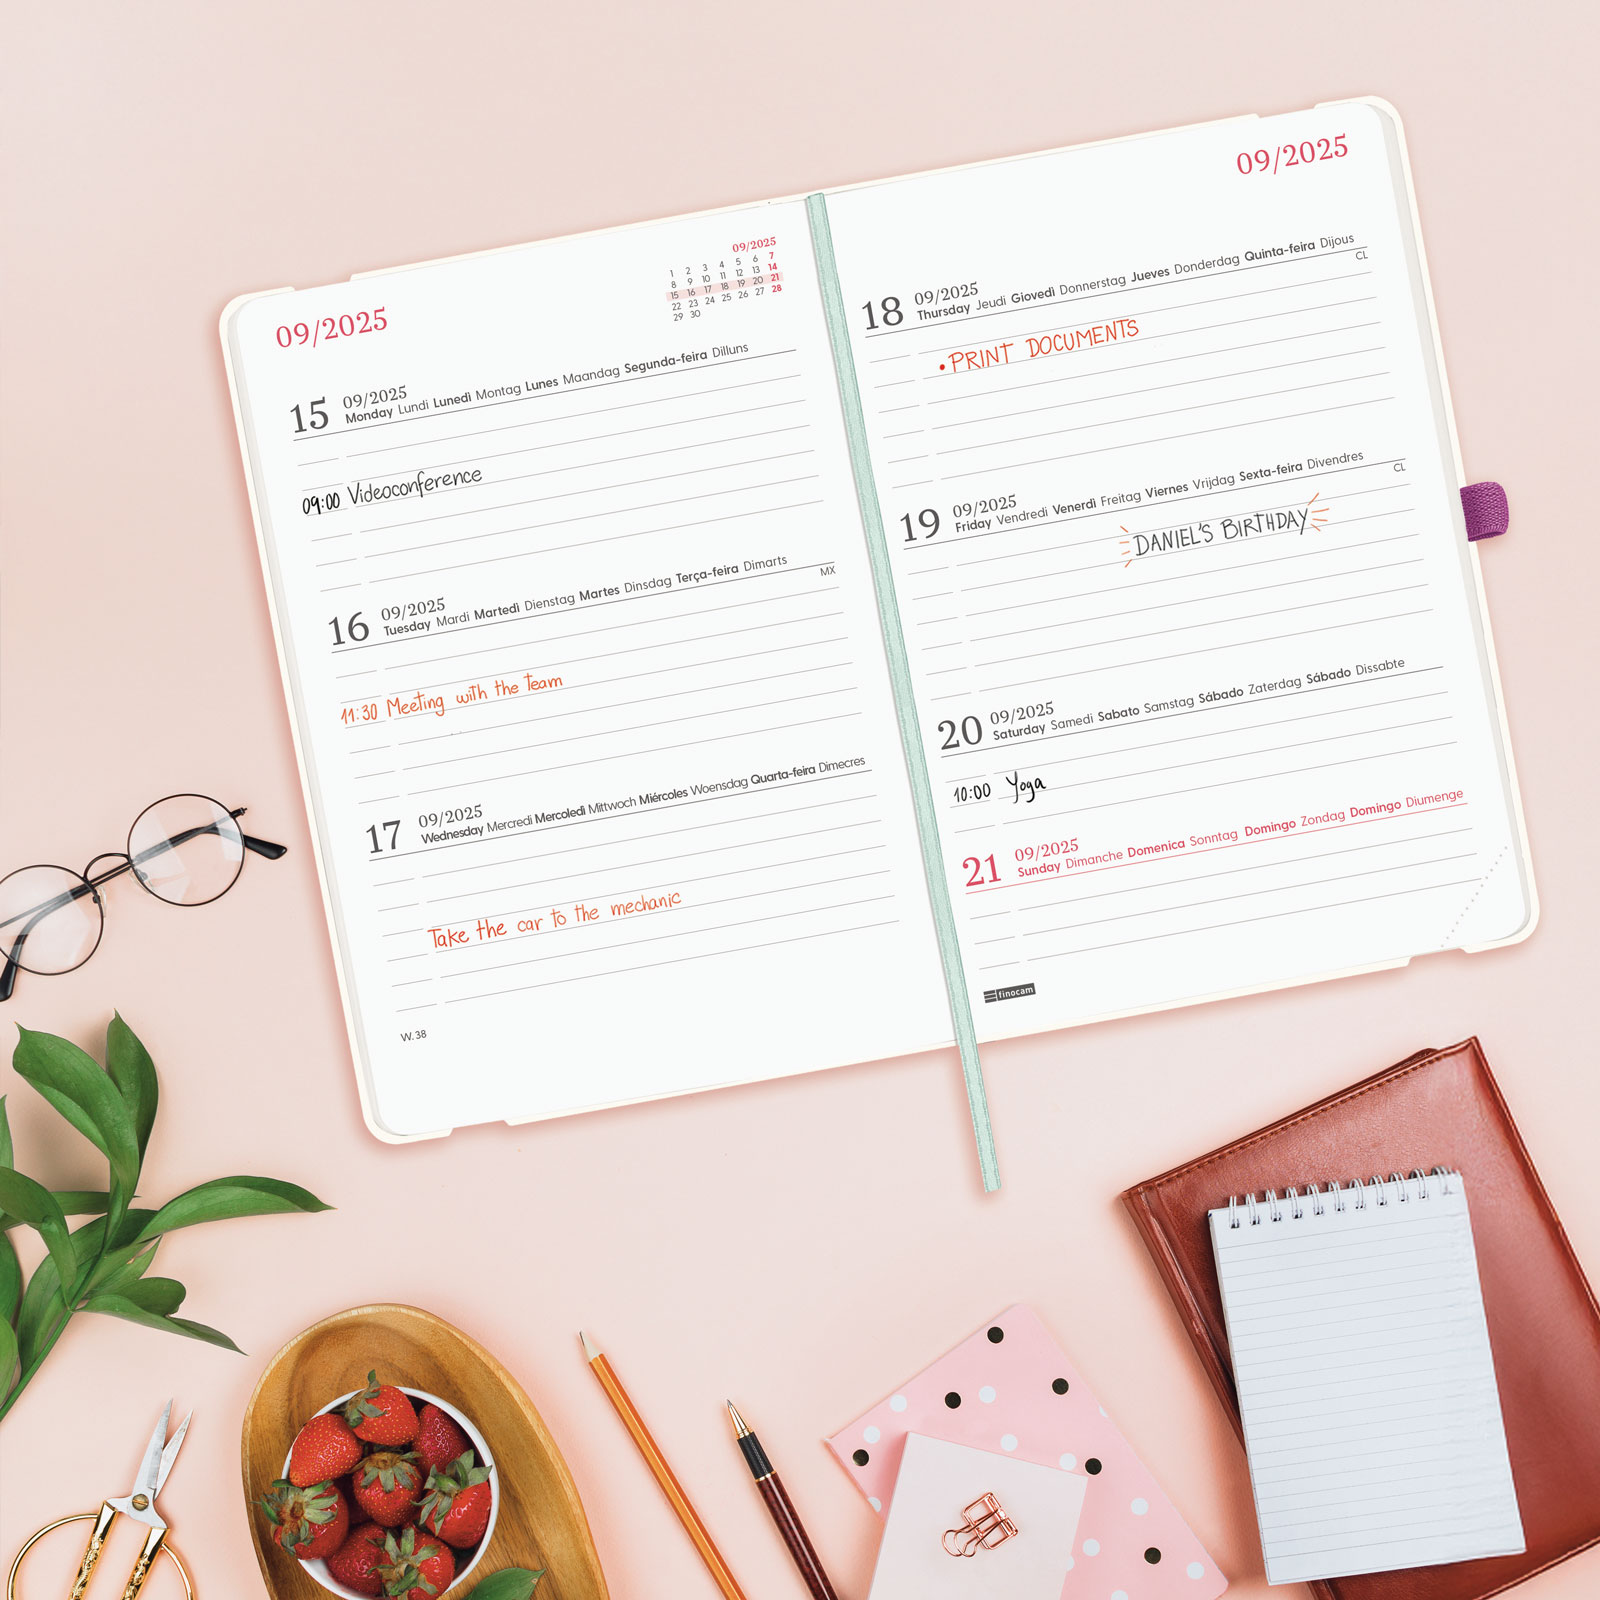 09/2025
09/2025
1 2 3 4 5 6 7
8 9 10 11 12 13 14
15 16 17 18 19 20 21
22 23 24 25 26 27 28
29 30
15 09/2025
Monday Lundi Lunedì Montag Lunes Maandag Segunda-feira Dilluns
09:00 Videoconference
16 09/2025
Tuesday Mardi Martedì Dienstag Martes Dinsdag Terça-feira Dimarts
MX
11:30 Meeting with the team
17 09/2025
Wednesday Mercredi Mercoledì Mittwoch Miércoles Woensdag Quarta-feira Dimecres
Take the car to the mechanic
W.38
09/2025
18 09/2025
Thursday Jeudi Giovedì Donnerstag Jueves Donderdag Quinta-feira Dijous
CL
• PRINT DOCUMENTS
19 09/2025
Friday Vendredi Venerdì Freitag Viernes Vrijdag Sexta-feira Divendres
CL
DANIEL'S BIRTHDAY
20 09/2025
Saturday Samedi Sabato Samstag Sábado Zaterdag Sábado Dissabte
10:00 Yoga
21 09/2025
Sunday Dimanche Domenica Sonntag Domingo Zondag Domingo Diumenge
finocam